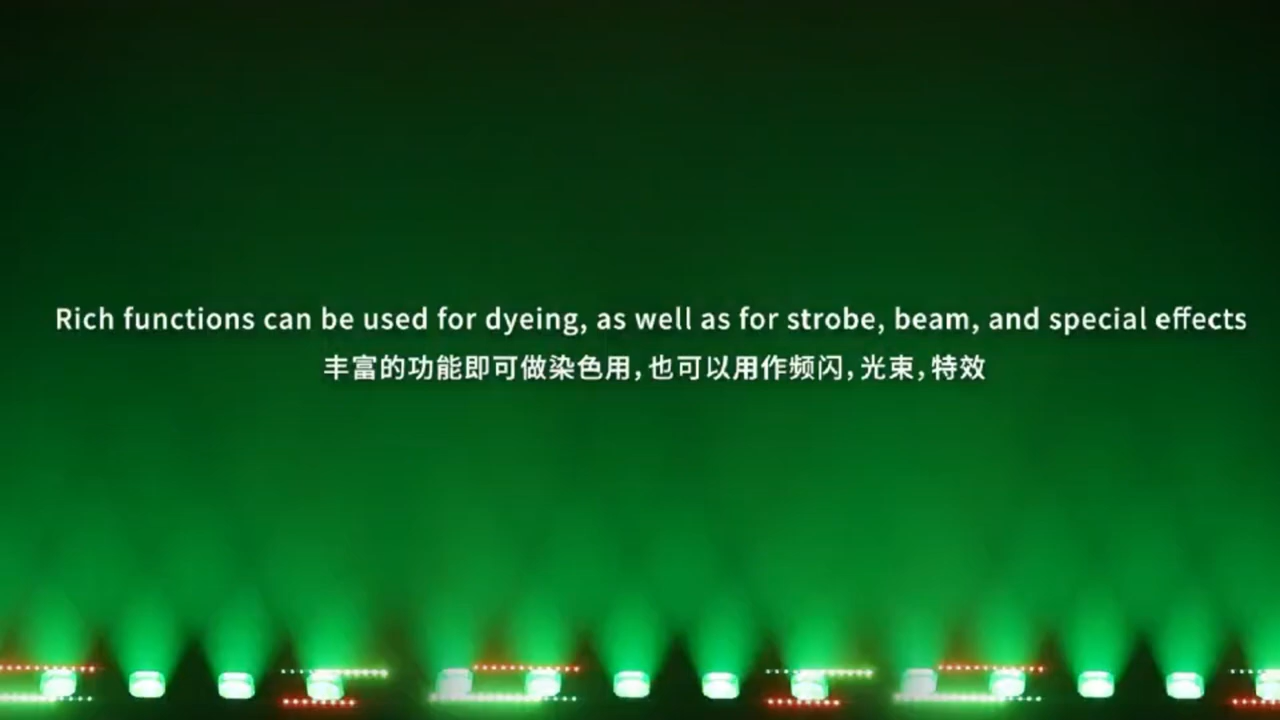 Rich functions can be used for dyeing, as well as for strobe, beam, and special effects
丰富的功能即可做染色用,也可以用作频闪,光束,特效